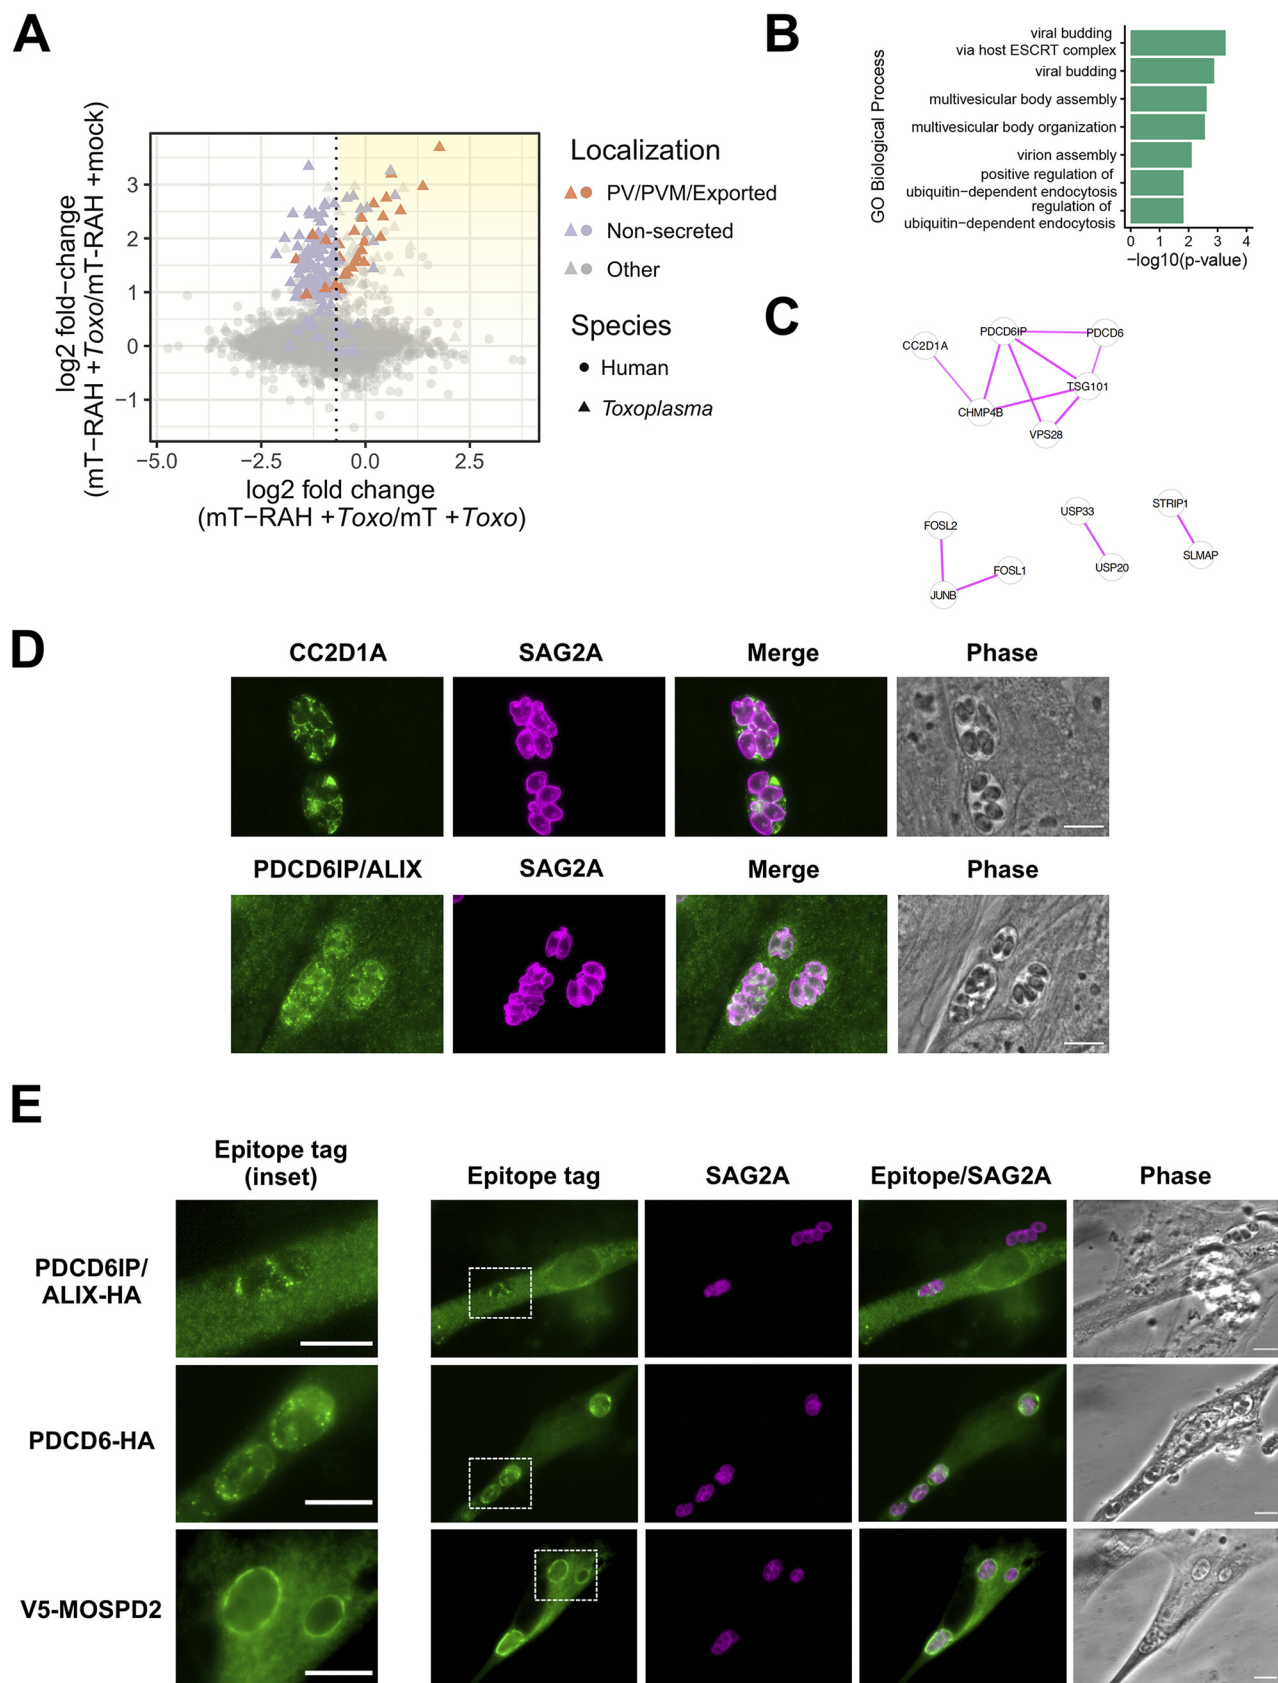 A
log2 fold−change
(mT−RAH +Toxo/mT−RAH +mock)
3
2
1
0
−1
−5.0
−2.5
0.0
2.5
log2 fold change
(mT−RAH +Toxo/mT +Toxo)
Localization
PV/PVM/Exported
Non−secreted
Other
Species
Human
Toxoplasma
B
GO Biological Process
viral budding
via host ESCRT complex
viral budding
multivesicular body assembly
multivesicular body organization
virion assembly
positive regulation of
ubiquitin−dependent endocytosis
regulation of
ubiquitin−dependent endocytosis
0 1 2 3 4
−log10(p-value)
C
CC2D1A
PDCD6IP
PDCD6
TSG101
CHMP4B
VPS28
FOSL2
FOSL1
JUNB
USP33
USP20
STRIP1
SLMAP
D
CC2D1A SAG2A Merge Phase
PDCD6IP/ALIX SAG2A Merge Phase
E
Epitope tag
(inset)
Epitope tag SAG2A Epitope/SAG2A Phase
PDCD6IP/
ALIX-HA
PDCD6-HA
V5-MOSPD2